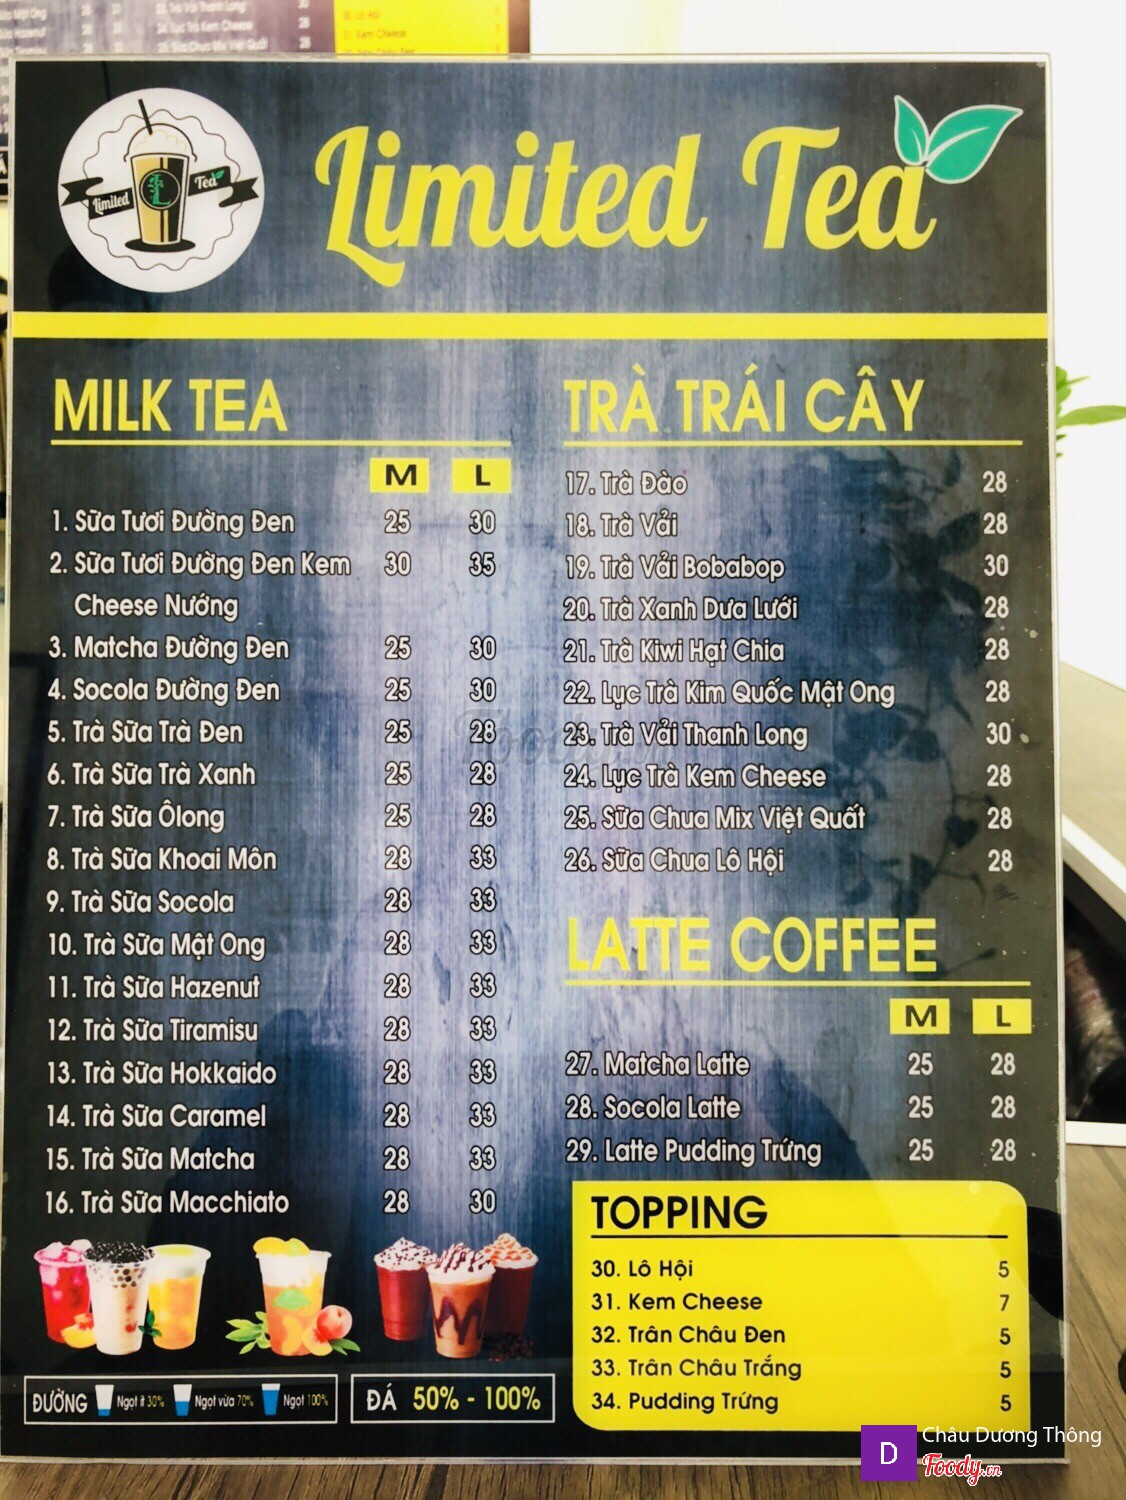 Limited Tea
Limited Tea
MILK TEA
M L
1. Sữa Tươi Đường Đen 25 30
2. Sữa Tươi Đường Đen Kem 30 35
Cheese Nướng
3. Matcha Đường Đen 25 30
4. Socola Đường Đen 25 30
5. Trà Sữa Trà Đen 25 28
6. Trà Sữa Trà Xanh 25 28
7. Trà Sữa Ôlong 25 28
8. Trà Sữa Khoai Môn 28 33
9. Trà Sữa Socola 28 33
10. Trà Sữa Mật Ong 28 33
11. Trà Sữa Hazenut 28 33
12. Trà Sữa Tiramisu 28 33
13. Trà Sữa Hokkaido 28 33
14. Trà Sữa Caramel 28 33
15. Trà Sữa Matcha 28 33
16. Trà Sữa Macchiato 28 30
ĐƯỜNG Ngọt ít 30% Ngọt vừa 70% Ngọt 100%
ĐÁ 50% - 100%
TRÀ TRÁI CÂY
17. Trà Đào 28
18. Trà Vải 28
19. Trà Vải Bobabop 30
20. Trà Xanh Dưa Lưới 28
21. Trà Kiwi Hạt Chia 28
22. Lục Trà Kim Quốc Mật Ong 28
23. Trà Vải Thanh Long 30
24. Lục Trà Kem Cheese 28
25. Sữa Chua Mix Việt Quất 28
26. Sữa Chua Lô Hội 28
LATTE COFFEE
M L
27. Matcha Latte 25 28
28. Socola Latte 25 28
29. Latte Pudding Trứng 25 28
TOPPING
30. Lô Hội 5
31. Kem Cheese 7
32. Trân Châu Đen 5
33. Trân Châu Trắng 5
34. Pudding Trứng 5
D Châu Dương Thông
Foody.vn